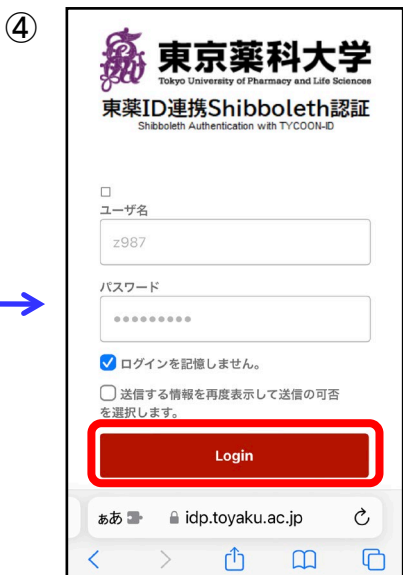 ④
東京薬科大学
Tokyo University of Pharmacy and Life Sciences
東薬ID連携Shibboleth認証
Shibboleth Authentication with TYCOON-ID
ユーザ名
z987
パスワード
ログインを記憶しません。
送信する情報を再度表示して送信の可否
を選択します。
Login
ぁあ idp.toyaku.ac.jp